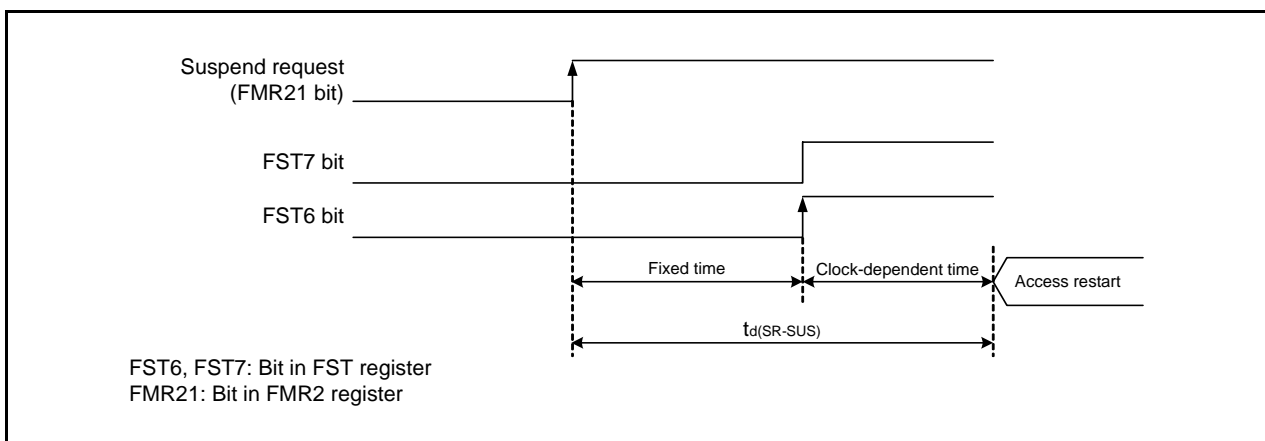 Suspend request
(FMR21 bit)
FST7 bit
FST6 bit
Fixed time
Clock-dependent time
Access restart
td(SR-SUS)
FST6, FST7: Bit in FST register
FMR21: Bit in FMR2 register